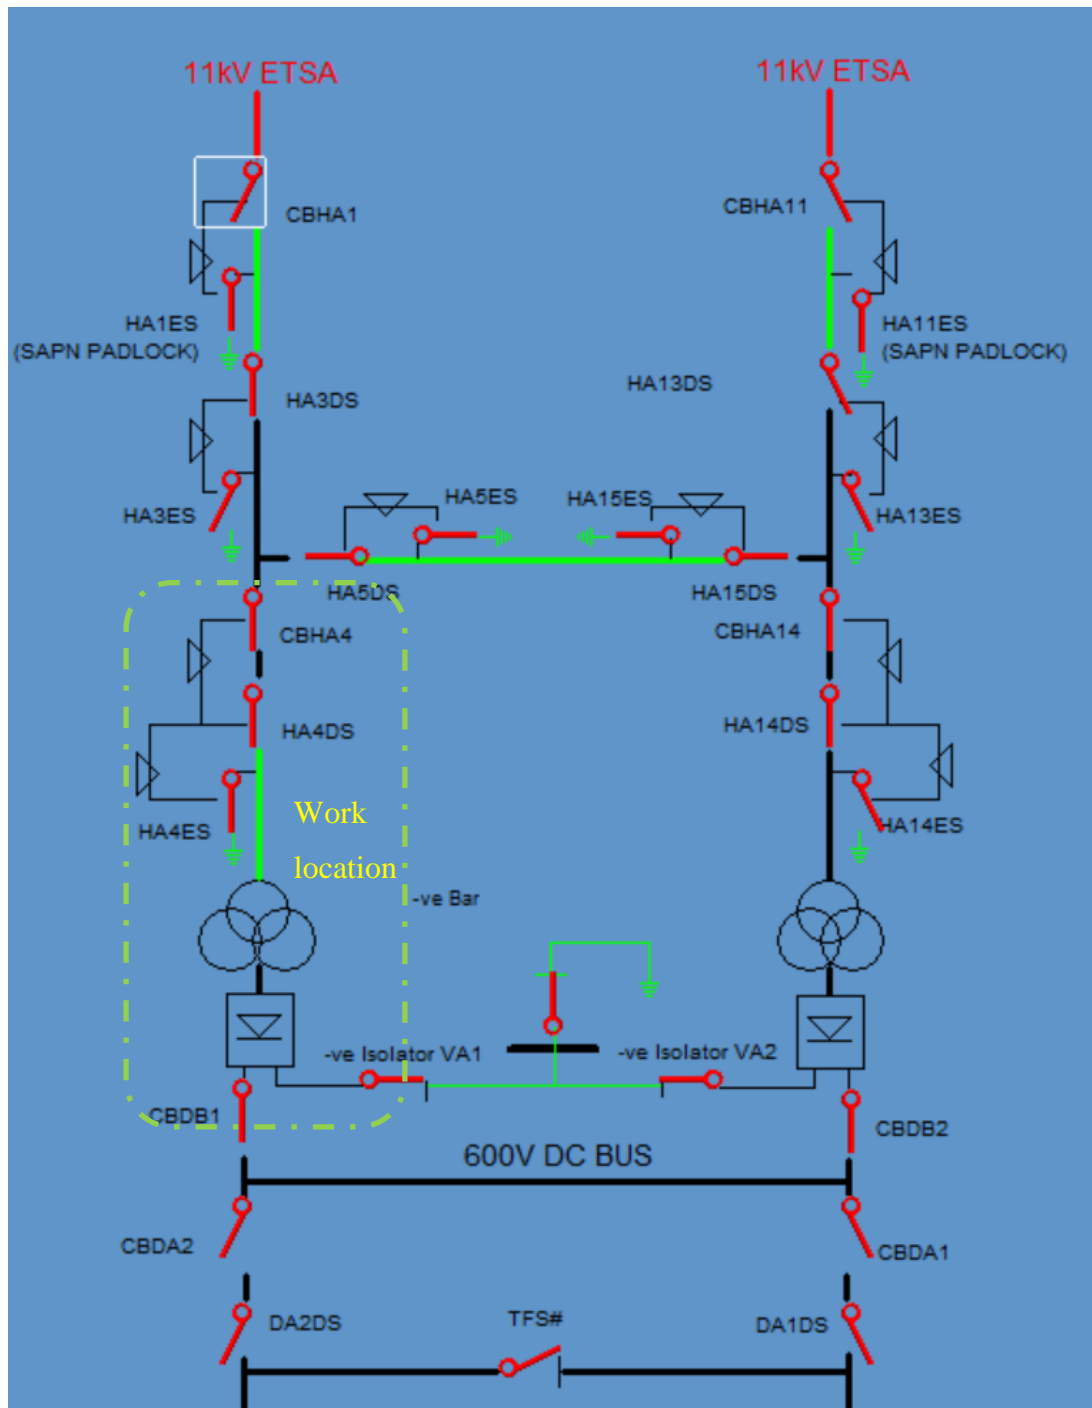 11kV ETSA
11kV ETSA
CBHA1
CBHA11
HA1ES
(SAPN PADLOCK)
HA11ES
(SAPN PADLOCK)
HA3DS
HA13DS
HA5ES
HA15ES
HA3ES
HA13ES
HA5DS
HA15DS
CBHA4
CBHA14
HA4DS
HA14DS
Work
location
HA4ES
HA14ES
-ve Bar
-ve Isolator VA1
-ve Isolator VA2
CBDB1
CBDB2
600V DC BUS
CBDA2
CBDA1
DA2DS
TFS#
DA1DS